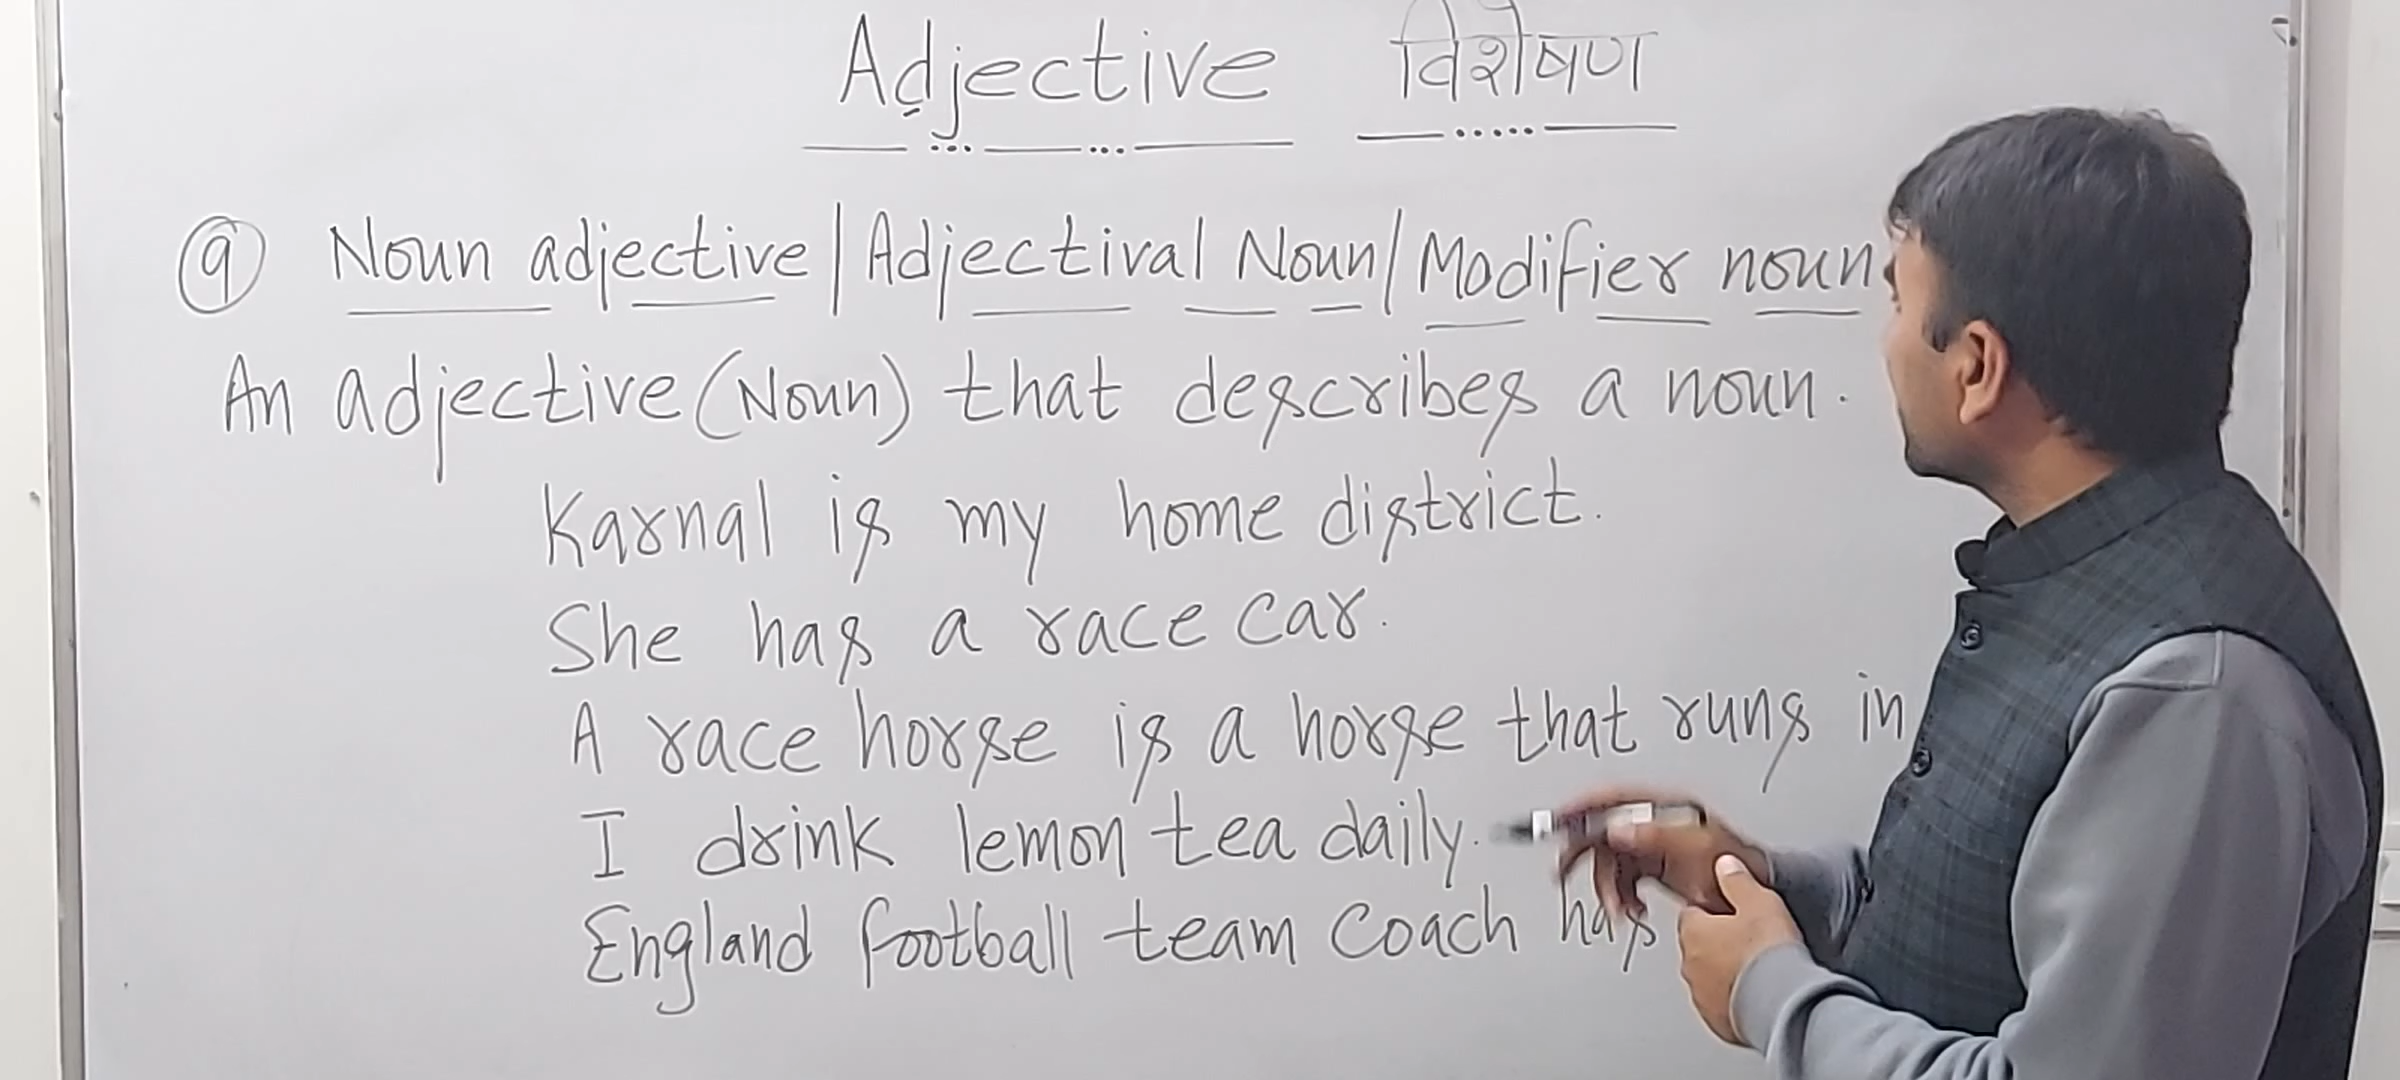 Adjective विशेषण
9 Noun adjective/Adjectival Noun/Modifier noun
An adjective (Noun) that describes a noun.
Karnal is my home district.
She has a race car.
A race horse is a horse that runs in
I drink lemon tea daily.
England football team coach has